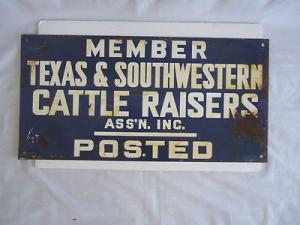 MEMBER
TEXAS & SOUTHWESTERN
CATTLE RAISERS
ASS'N. INC.
POSTED